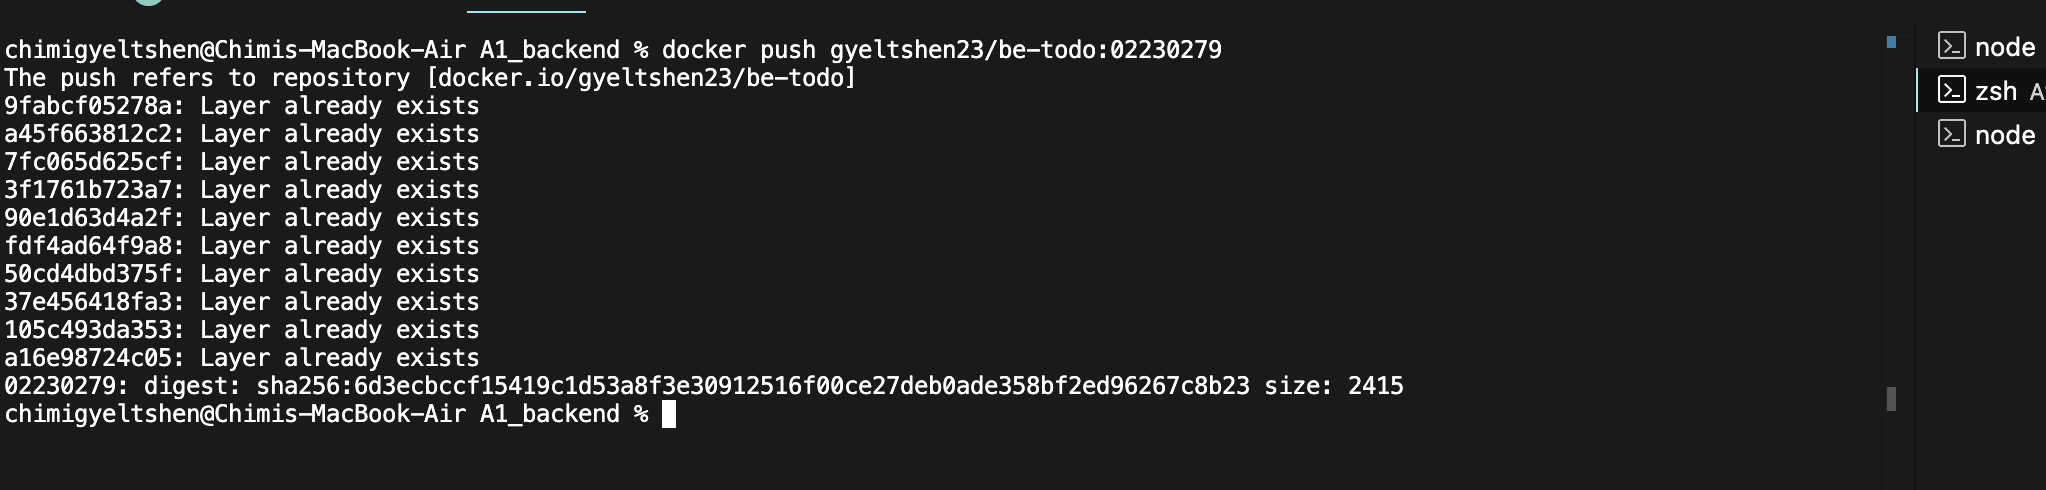 chimigyeltshen@Chimis-MacBook-Air A1_backend % docker push gyeltshen23/be-todo:02230279
The push refers to repository [docker.io/gyeltshen23/be-todo]
9fabcf05278a: Layer already exists
a45f663812c2: Layer already exists
7fc065d625cf: Layer already exists
3f1761b723a7: Layer already exists
90e1d63d4a2f: Layer already exists
fdf4ad64f9a8: Layer already exists
50cd4dbd375f: Layer already exists
37e456418fa3: Layer already exists
105c493da353: Layer already exists
a16e98724c05: Layer already exists
02230279: digest: sha256:6d3ecbccf15419c1d53a8f3e30912516f00ce27deb0ade358bf2ed96267c8b23 size: 2415
chimigyeltshen@Chimis-MacBook-Air A1_backend %
node
zsh
node